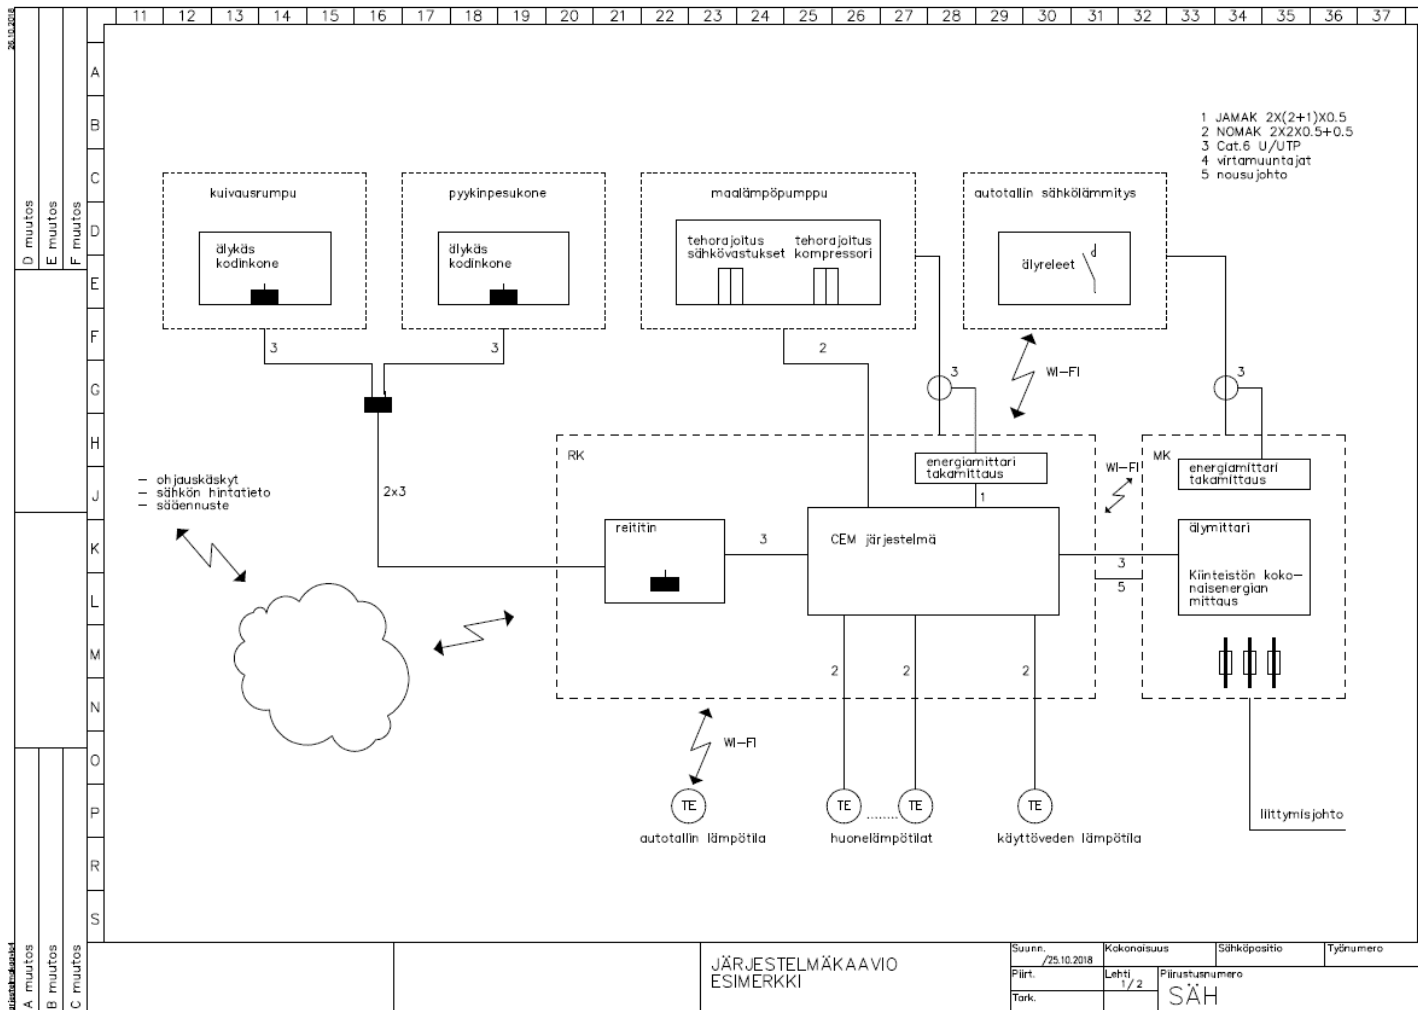 26.10.2018
11 12 13 14 15 16 17 18 19 20 21 22 23 24 25 26 27 28 29 30 31 32 33 34 35 36 37
A
B
C
D
E
F
G
H
J
K
L
M
N
O
P
R
S
D muutos
E muutos
F muutos
A muutos
B muutos
C muutos
1 JAMAK 2X(2+1)X0.5
2 NOMAK 2X2X0.5+0.5
3 Cat.6 U/UTP
4 virtamuuntajat
5 nousujohto
kuivausrumpu
älykäs
kodinkone
3
pyykinpesukone
älykäs
kodinkone
3
maalämpöpumppu
tehorajoitus
sähkövastukset
tehorajoitus
kompressori
2
3
autotallin sähkölämmitys
älyreleet
WI-FI
3
2x3
- ohjauskäskyt
- sähkön hintatieto
- sääennuste
RK
energiamittari
takamittaus
1
reititin
3
CEM järjestelmä
WI-FI
3
5
MK
energiamittari
takamittaus
älymittari
Kiinteistön koko-
naisenergian
mittaus
2
2
2
WI-FI
TE
TE
........
TE
TE
autotallin lämpötila
huonelämpötilat
käyttöveden lämpötila
liittymisjohto
JÄRJESTELMÄKAAVIO
ESIMERKKI
Suunn.
/25.10.2018
Kokonaisuus
Sähköpositio
Työnumero
Piirt.
Lehti
1/2
Piirustusnumero
SÄH
Tark.